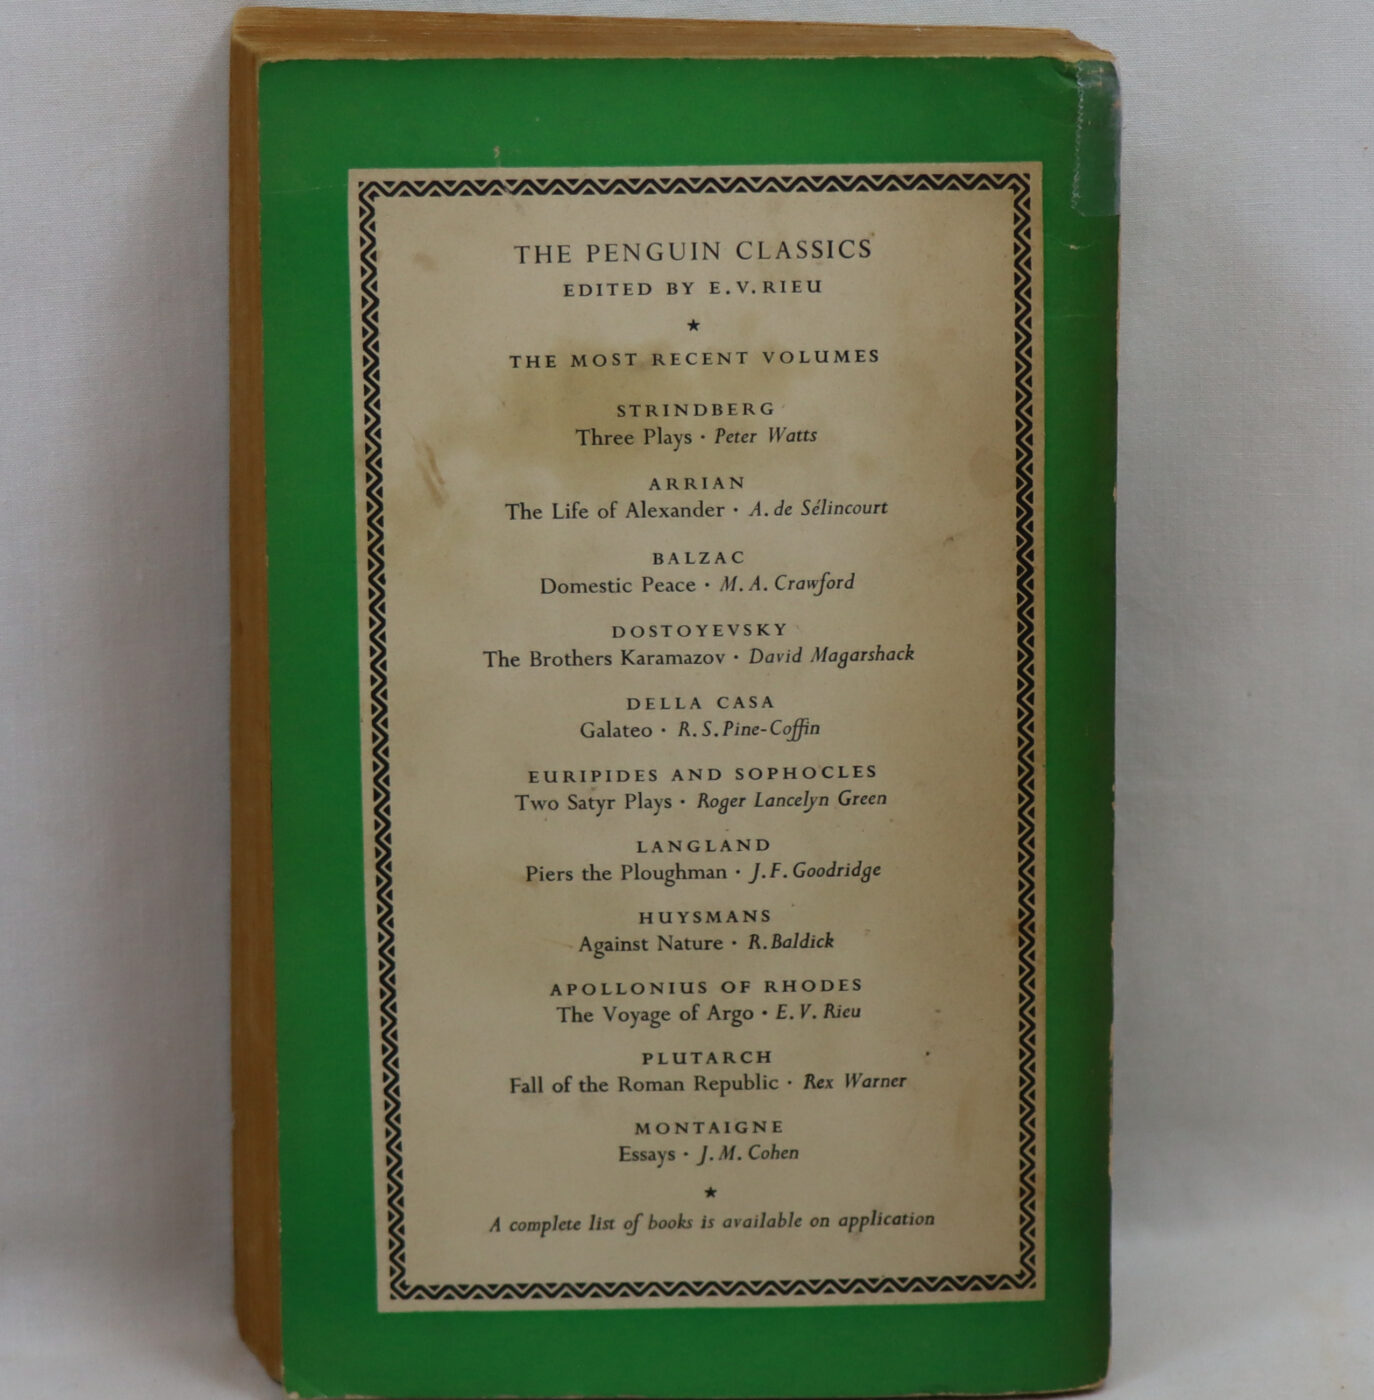 THE PENGUIN CLASSICS
EDITED BY E.V.RIEU
★
THE MOST RECENT VOLUMES
STRINDBERG
Three Plays · Peter Watts
ARRIAN
The Life of Alexander · A. de Sélincourt
BALZAC
Domestic Peace · M. A. Crawford
DOSTOYEVSKY
The Brothers Karamazov · David Magarshack
DELLA CASA
Galateo · R. S. Pine-Coffin
EURIPIDES AND SOPHOCLES
Two Satyr Plays · Roger Lancelyn Green
LANGLAND
Piers the Ploughman · J. F. Goodridge
HUYSMANS
Against Nature · R. Baldick
APOLLONIUS OF RHODES
The Voyage of Argo · E. V. Rieu
PLUTARCH
Fall of the Roman Republic · Rex Warner
MONTAIGNE
Essays · J. M. Cohen
★
A complete list of books is available on application